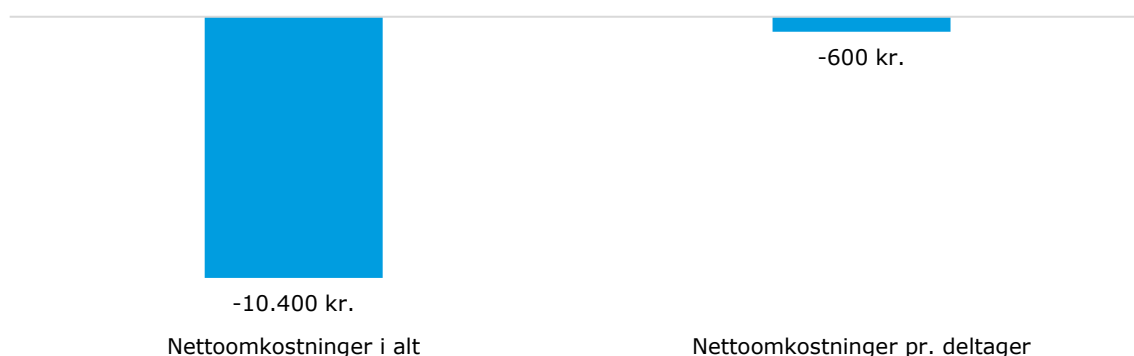 -600 kr.
-10.400 kr.
Nettoomkostninger i alt
Nettoomkostninger pr. deltager